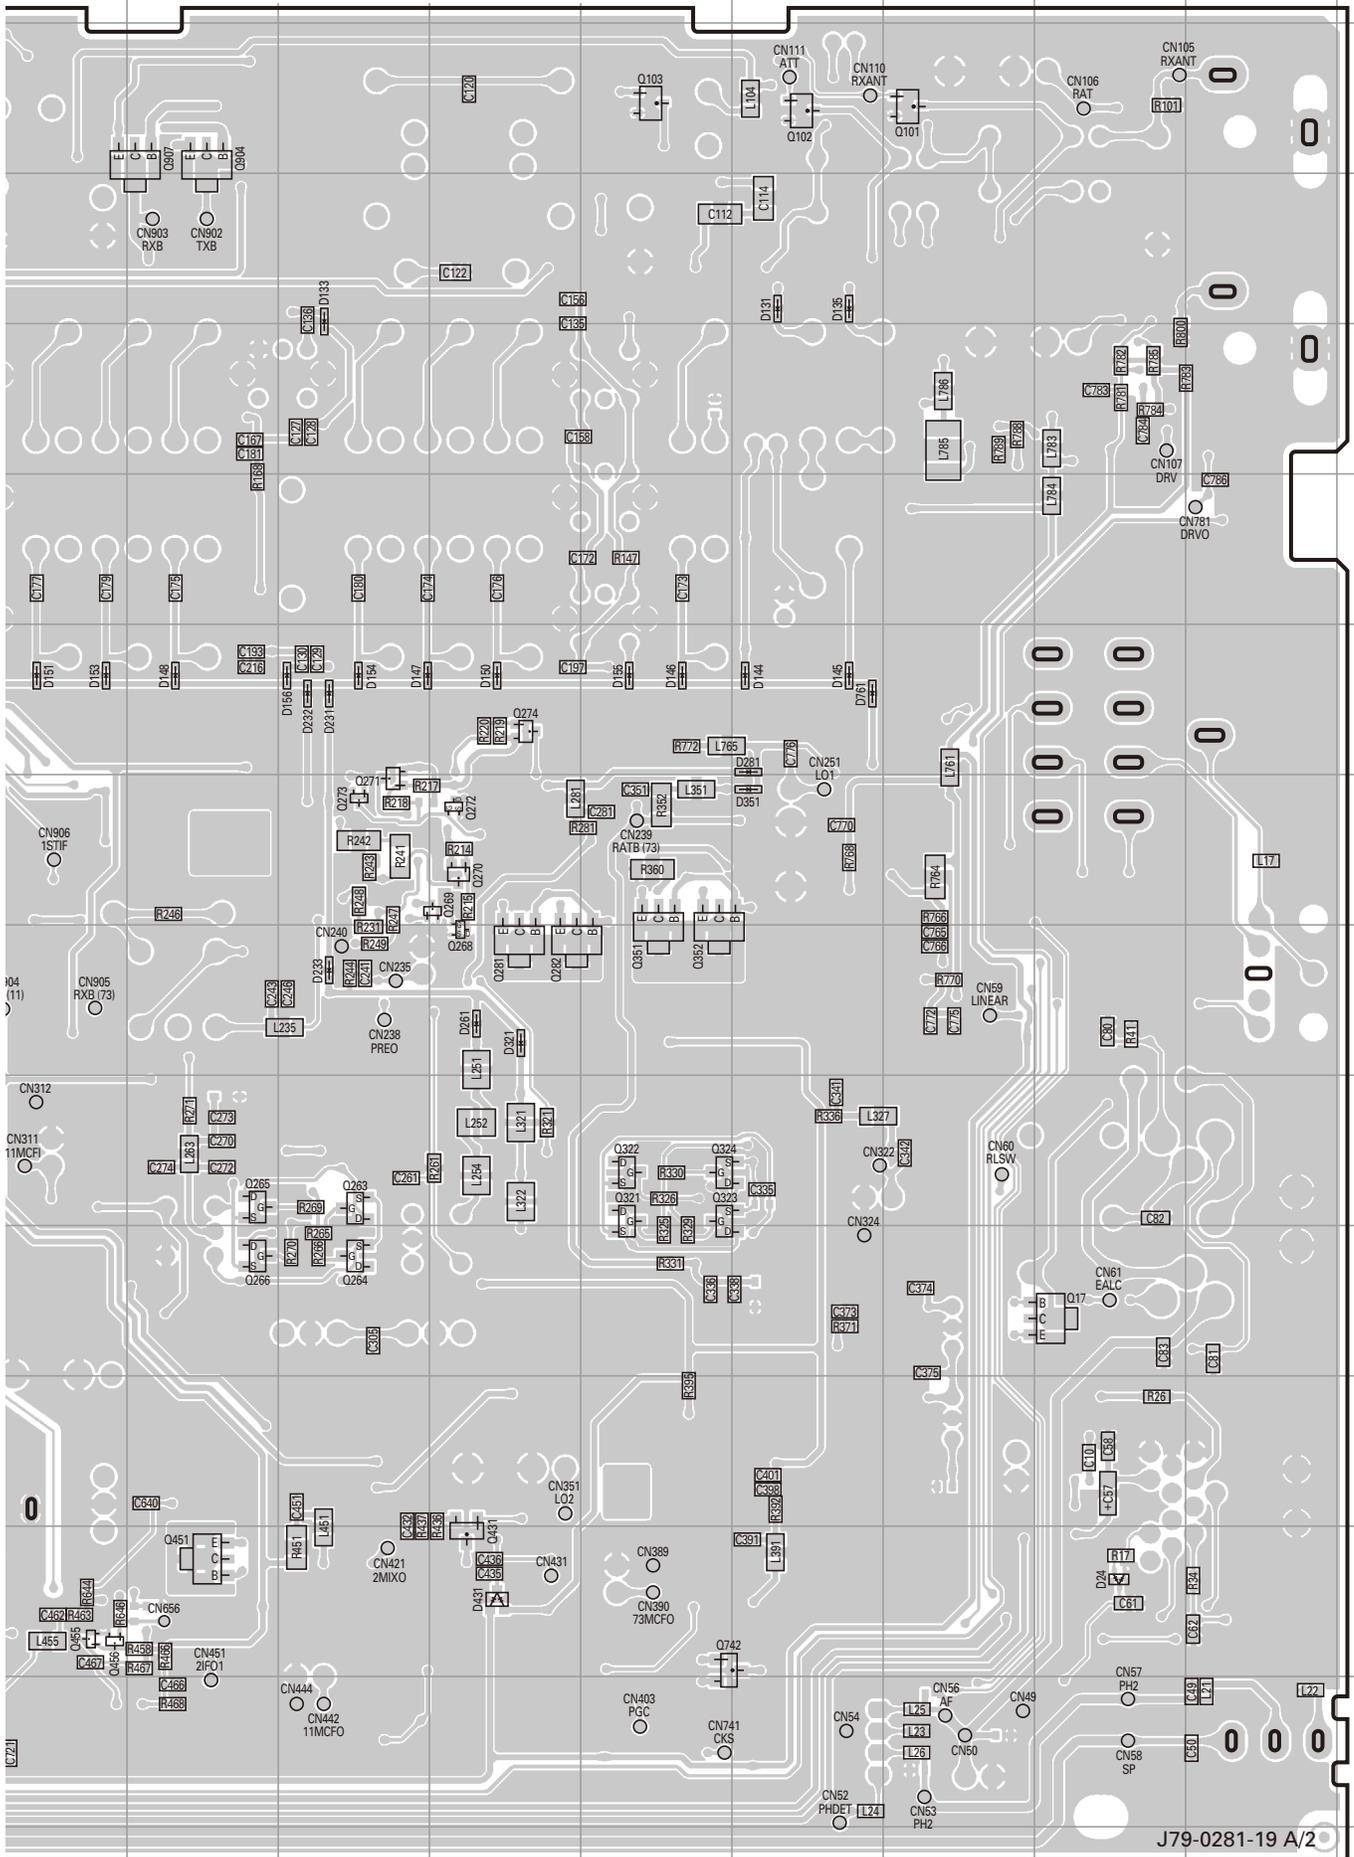 CN111
ATT
CN110
RXANT
CN105
RXANT
CN106
RAT
R101
C120
Q103
L104
Q102
Q101
E C B
Q907
E C B
Q904
C114
C112
CN903
RXB
CN902
TXB
C122
D133
C136
C156
C135
D131
D135
R800
R782
R785
R783
L786
C783
R781
R784
C784
C127
C128
C167
C181
R168
C158
L785
R789
R788
L783
CN107
DRV
C786
L784
CN781
DRVO
C172
R147
C177
C179
C175
C180
C174
C176
C173
C193
C216
C130
C129
C197
D151
D153
D148
D156
D232
D231
D154
D147
D150
D155
D146
D144
D145
D761
Q274
R220
R219
R772
L765
C776
D281
CN251
LO1
L761
Q271
R217
Q273
R218
Q272
L281
C281
R281
C351
R352
L351
D351
CN239
RATB (73)
C770
R768
CN906
1STIF
R242
R241
R243
R214
Q270
R360
R764
L17
R246
R248
R247
R231
R249
Q269
R215
Q268
CN240
E C B
Q281
E C B
Q282
E C B
Q351
E C B
Q352
R766
C765
C766
D233
R244
C241
CN235
904
(11)
CN905
RXB (73)
C243
C246
L235
CN238
PREO
D261
D321
R770
C772
C775
CN59
LINEAR
C80
R41
L251
CN312
R271
C273
C270
C272
L263
C274
CN311
11MCFI
L252
L321
R321
C341
R336
L327
C342
CN322
CN60
RLSW
C261
R261
L254
L322
Q265
D G S
R269
Q263
S G D
R265
R270
R266
D G S
Q266
S G D
Q264
Q322
D G S
Q324
S G D
R330
R326
C335
Q321
D G S
Q323
S G D
R325
R329
R331
C336
C338
CN324
C82
C374
CN61
EALC
Q17
B C E
C373
R371
C305
C83
C81
C375
R395
R26
C10
C58
+C57
C401
C398
R392
CN351
LO2
C640
C451
L451
R451
Q451
E C B
C432
R437
R436
Q431
C436
C435
D431
CN421
2MIXO
CN431
CN389
CN390
73MCFO
C391
L391
R17
D24
C61
R34
C62
R644
C462
R463
R646
CN656
L455
Q455
Q456
C467
R458
R467
R466
C466
R468
CN451
2IFO1
CN444
CN442
11MCFO
Q742
CN403
PGC
CN741
CKS
CN54
L25
L23
L26
CN56
AF
CN50
CN49
CN57
PH2
CN58
SP
C49
L21
L22
C50
C721
CN52
PHDET
L24
CN53
PH2
J79-0281-19 A/2